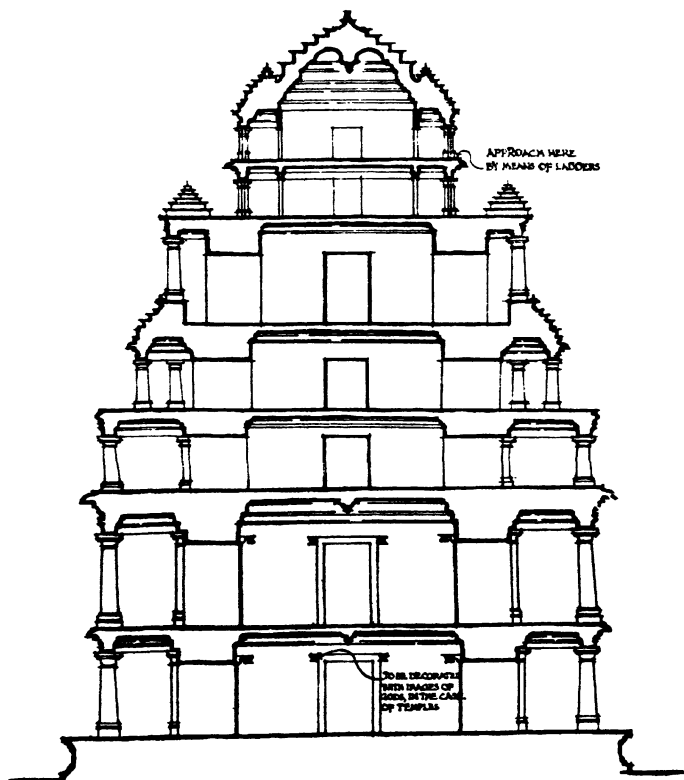 APPROACH HERE
BY MEANS OF LADDERS
TO BE DECORATED
WITH IMAGES OF
GODS, IN THE CASE
OF TEMPLES